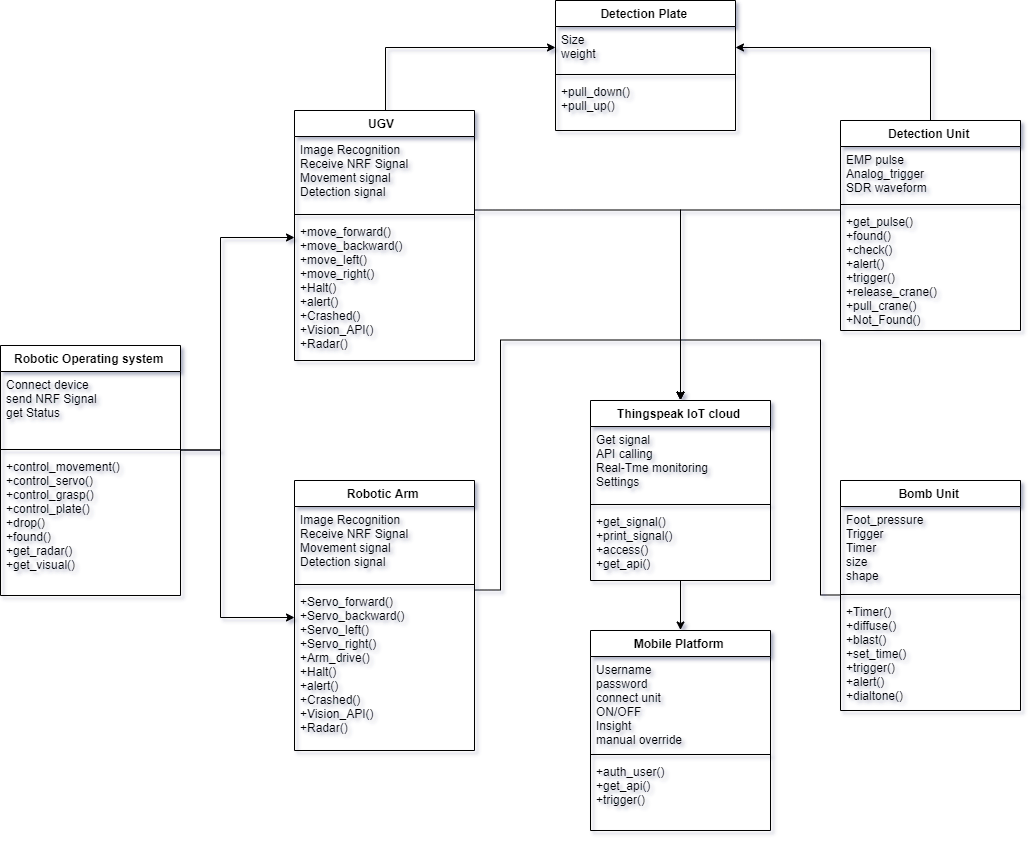 Detection Plate
Size
weight
+pull_down()
+pull_up()
UGV
Image Recognition
Receive NRF Signal
Movement signal
Detection signal
+move_forward()
+move_backward()
+move_left()
+move_right()
+Halt()
+alert()
+Crashed()
+Vision_API()
+Radar()
Detection Unit
EMP pulse
Analog_trigger
SDR waveform
+get_pulse()
+found()
+check()
+alert()
+trigger()
+release_crane()
+pull_crane()
+Not_Found()
Robotic Operating system
Connect device
send NRF Signal
get Status
+control_movement()
+control_servo()
+control_grasp()
+control_plate()
+drop()
+found()
+get_radar()
+get_visual()
Robotic Arm
Image Recognition
Receive NRF Signal
Movement signal
Detection signal
+Servo_forward()
+Servo_backward()
+Servo_left()
+Servo_right()
+Arm_drive()
+Halt()
+alert()
+Crashed()
+Vision_API()
+Radar()
Thingspeak IoT cloud
Get signal
API calling
Real-Tme monitoring
Settings
+get_signal()
+print_signal()
+access()
+get_api()
Bomb Unit
Foot_pressure
Trigger
Timer
size
shape
+Timer()
+diffuse()
+blast()
+set_time()
+trigger()
+alert()
+dialtone()
Mobile Platform
Username
password
connect unit
ON/OFF
Insight
manual override
+auth_user()
+get_api()
+trigger()